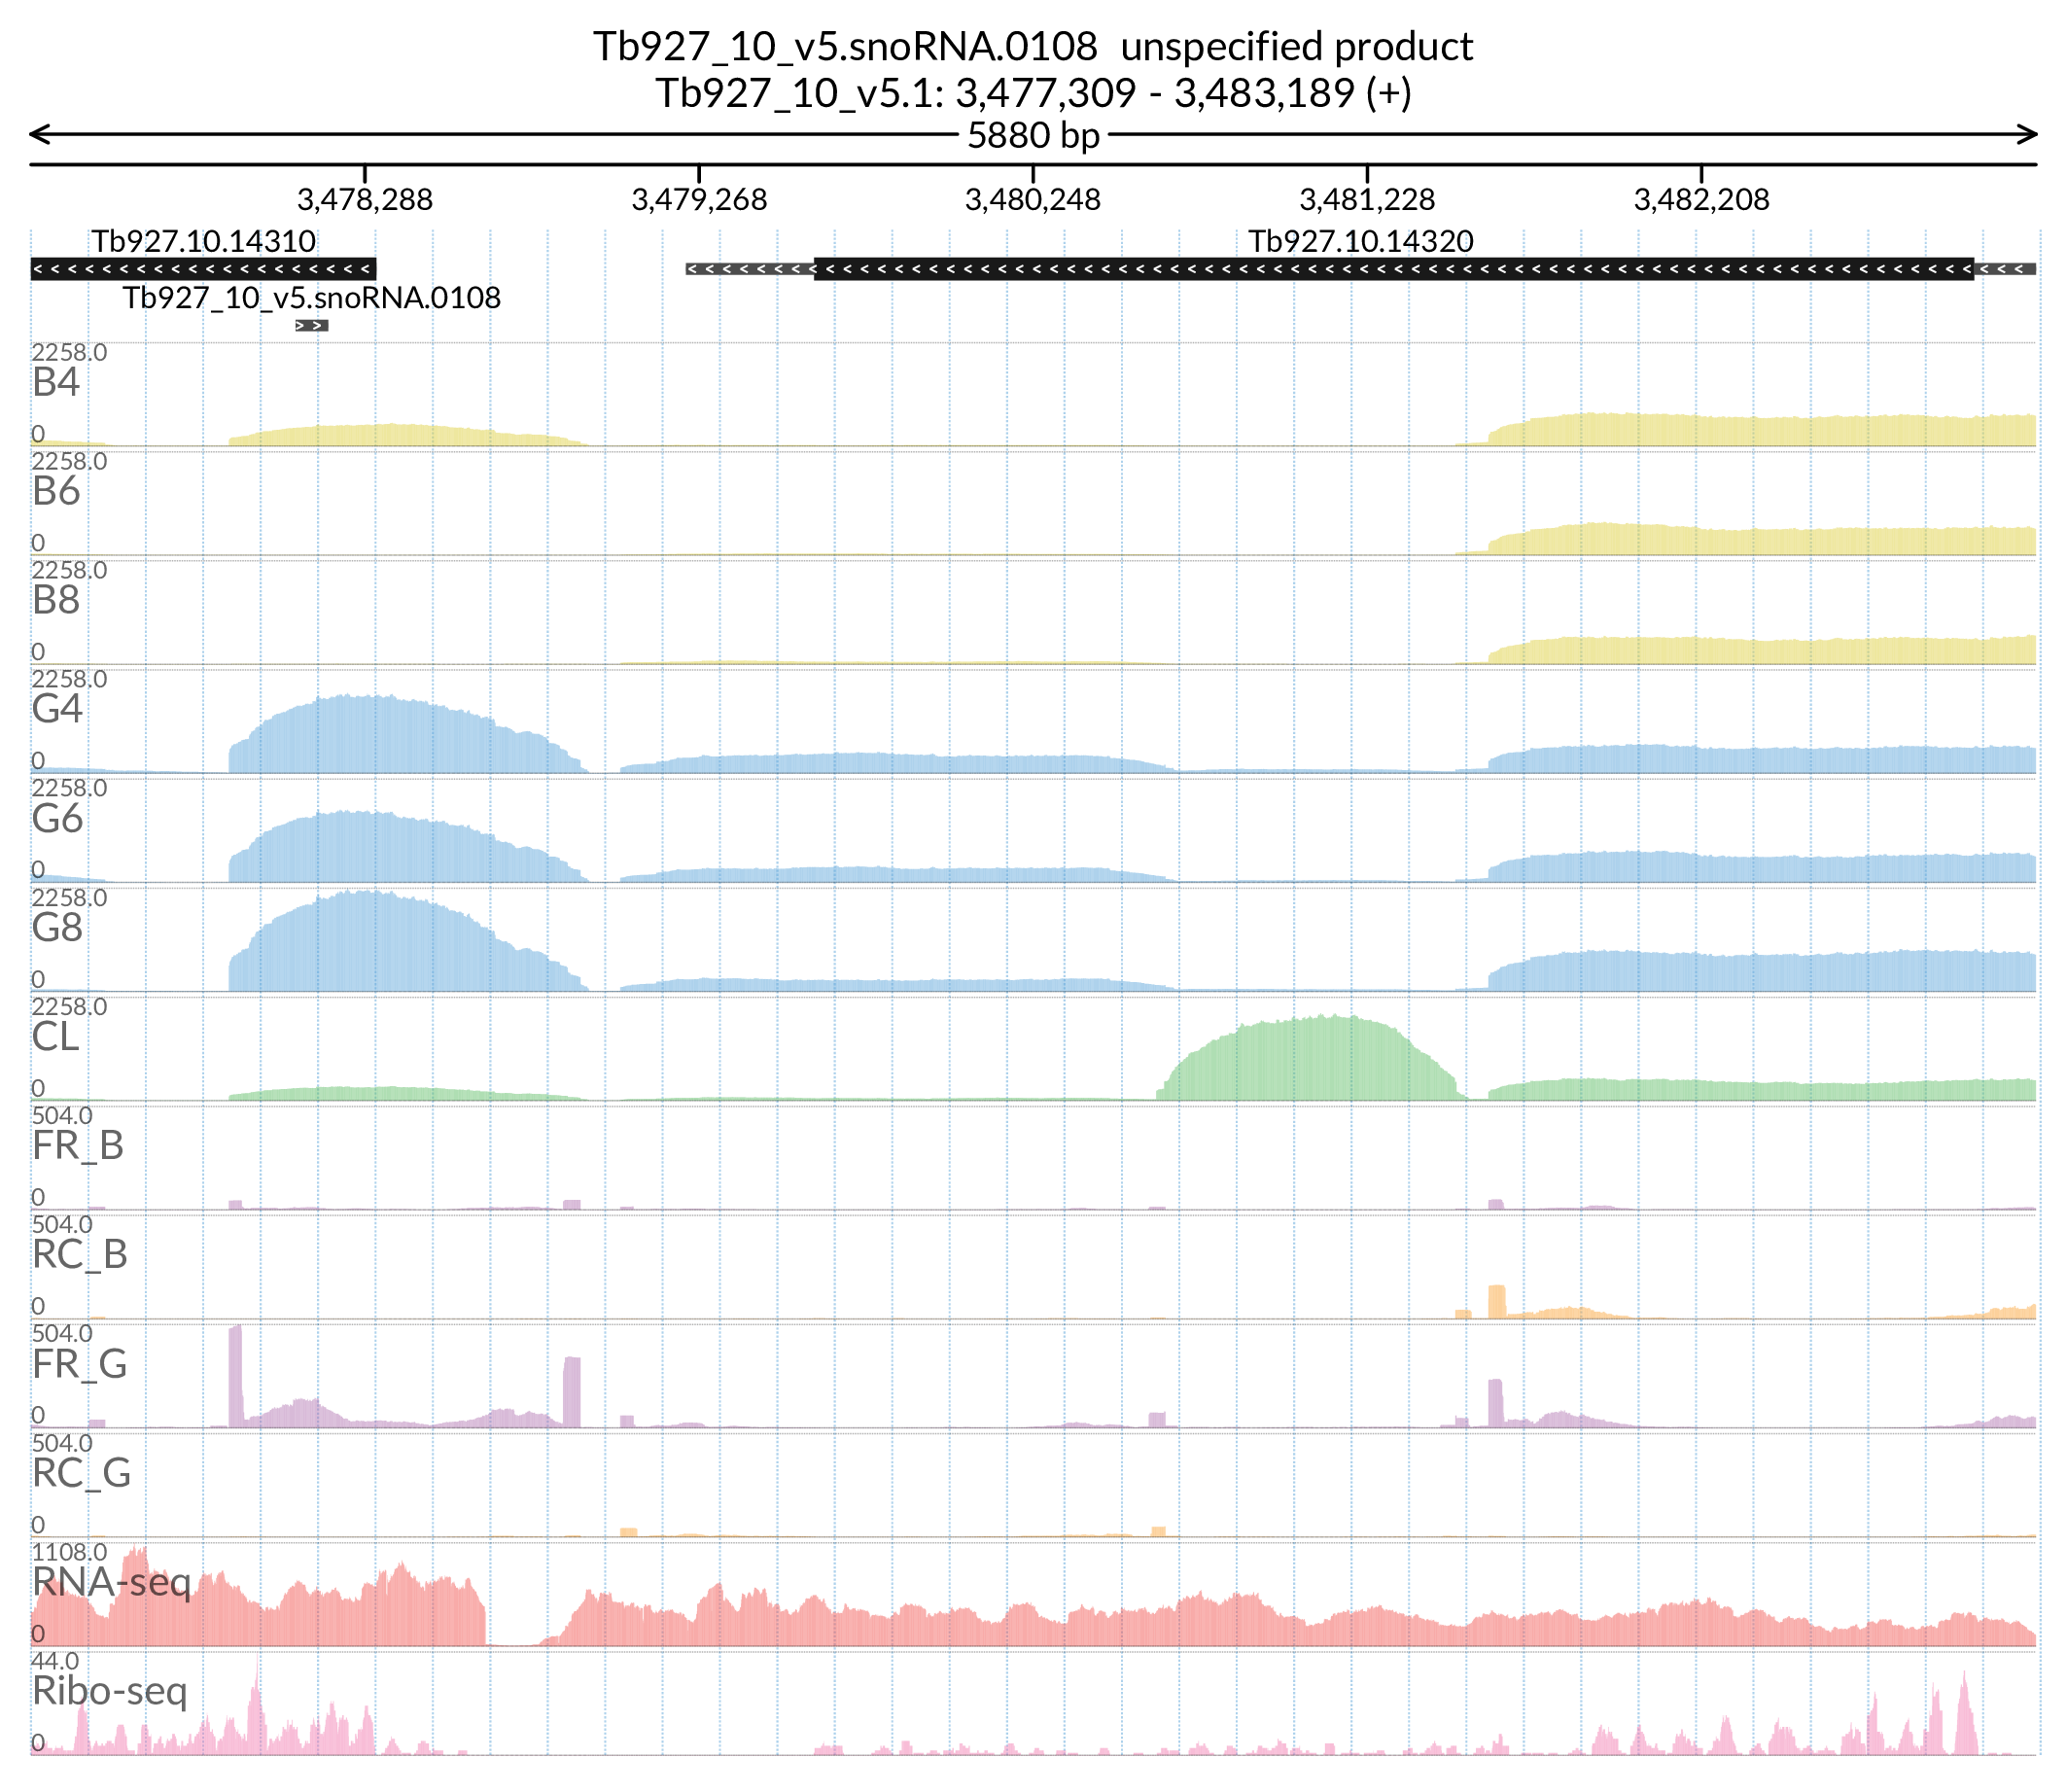 Tb927_10_v5.snoRNA.0108 unspecified product
Tb927_10_v5.1: 3,477,309 - 3,483,189 (+)
5880 bp
3,478,288 3,479,268 3,480,248 3,481,228 3,482,208
Tb927.10.14310 Tb927.10.14320
Tb927_10_v5.snoRNA.0108
2258.0
B4
0
2258.0
B6
0
2258.0
B8
0
2258.0
G4
0
2258.0
G6
0
2258.0
G8
0
2258.0
CL
0
504.0
FR_B
0
504.0
RC_B
0
504.0
FR_G
0
504.0
RC_G
0
1108.0
RNA-seq
0
44.0
Ribo-seq
0